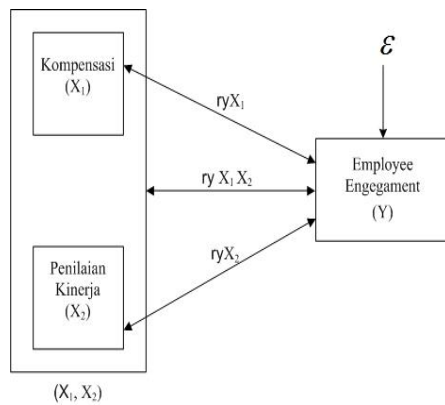 Kompensasi
(X₁)
ε
ryX₁
Employee
Engegament
(Y)
ry X₁ X₂
Penilaian
Kinerja
(X₂)
ryX₂
(X₁, X₂)